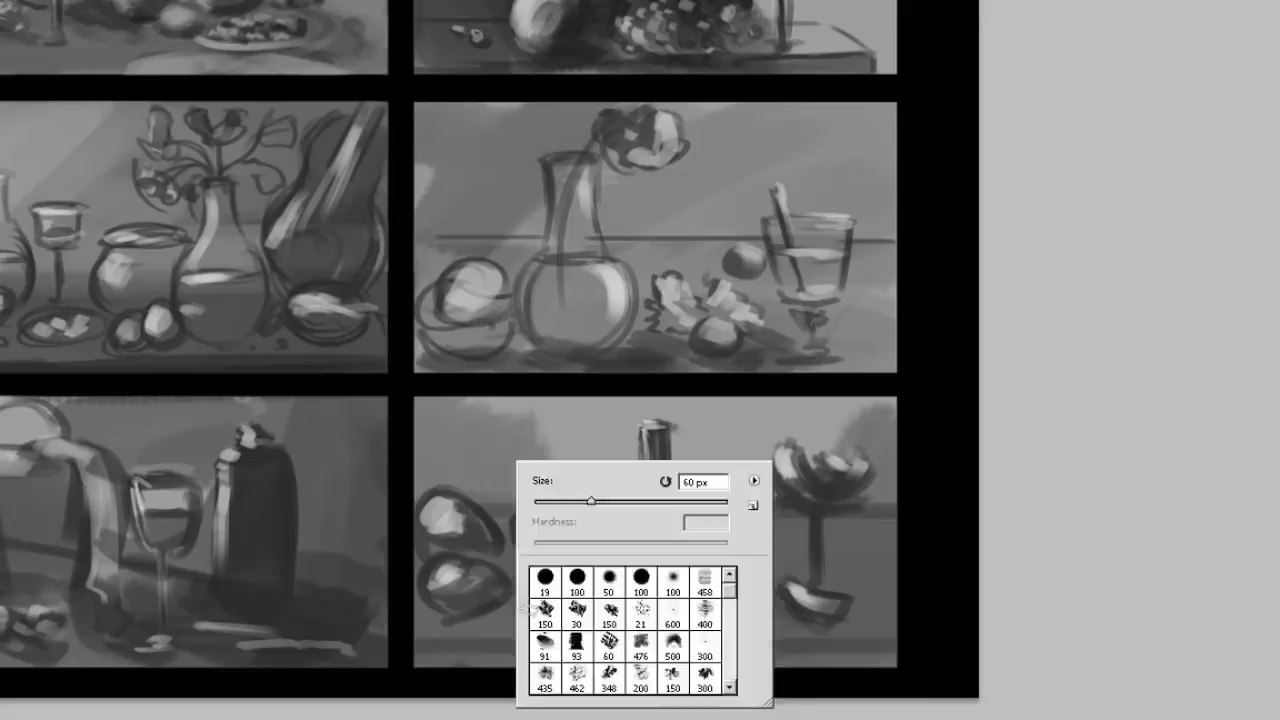 Size:
60 px
Hardness:
19 100 50 100 100 458
150 30 150 21 600 400
91 93 60 476 500 300
435 462 348 200 150 300